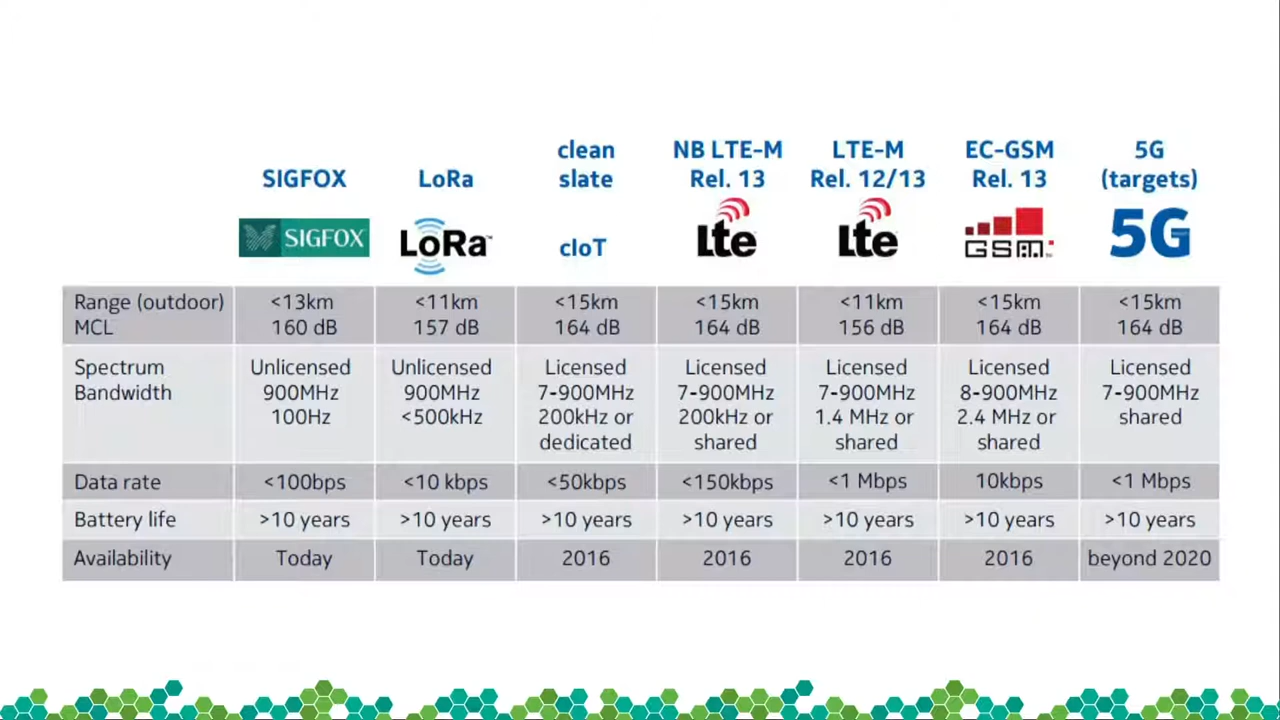 SIGFOX
LoRa
clean
slate
NB LTE-M
Rel. 13
LTE-M
Rel. 12/13
EC-GSM
Rel. 13
5G
(targets)
SIGFOX
LoRa™
cIoT
Lte
Lte
GSM
5G
Range (outdoor) <13km <11km <15km <15km <11km <15km <15km
MCL 160 dB 157 dB 164 dB 164 dB 156 dB 164 dB 164 dB
Spectrum Unlicensed Unlicensed Licensed Licensed Licensed Licensed Licensed
Bandwidth 900MHz 900MHz 7-900MHz 7-900MHz 7-900MHz 8-900MHz 7-900MHz
100Hz <500kHz 200kHz or 200kHz or 1.4 MHz or 2.4 MHz or shared
dedicated shared shared shared
Data rate <100bps <10 kbps <50kbps <150kbps <1 Mbps 10kbps <1 Mbps
Battery life >10 years >10 years >10 years >10 years >10 years >10 years >10 years
Availability Today Today 2016 2016 2016 2016 beyond 2020